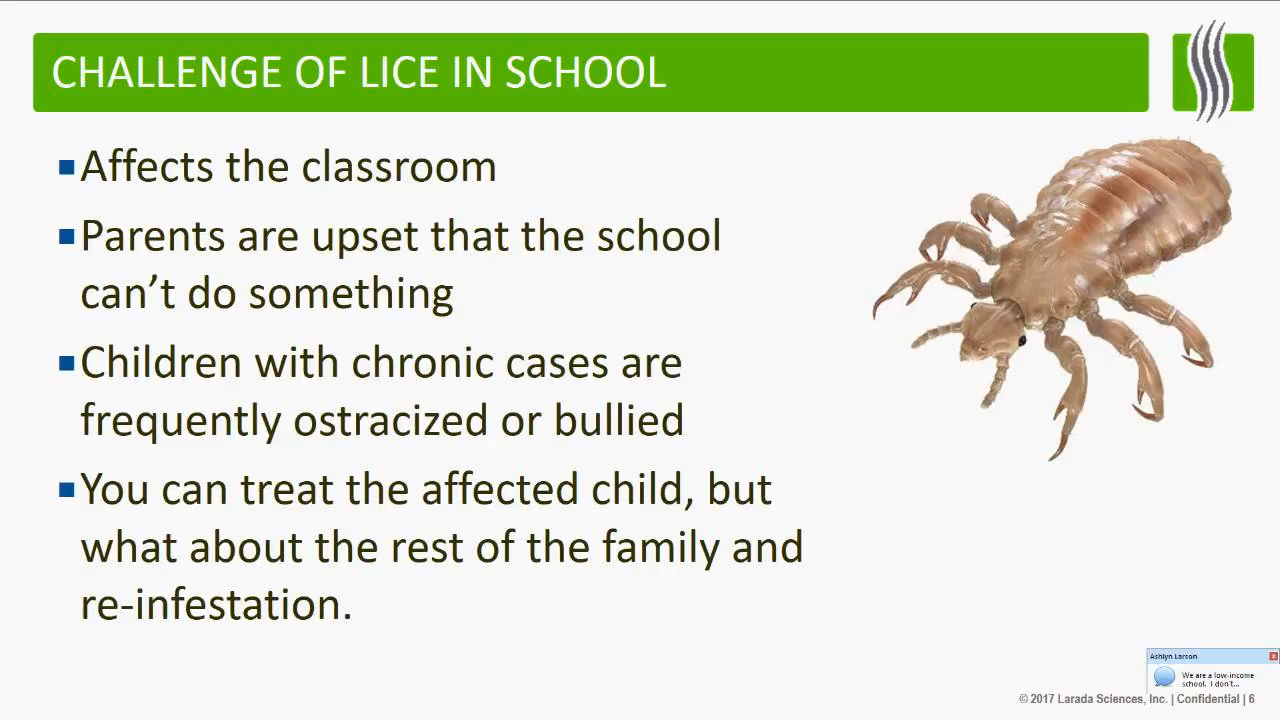 CHALLENGE OF LICE IN SCHOOL
Affects the classroom
Parents are upset that the school
can’t do something
Children with chronic cases are
frequently ostracized or bullied
You can treat the affected child, but
what about the rest of the family and
re-infestation.
Ashlyn Larson
We are a low-income
school. I don't...
© 2017 Larada Sciences, Inc. | Confidential | 6